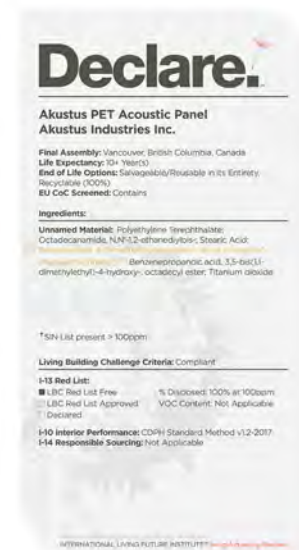 Declare.
Akustus PET Acoustic Panel
Akustus Industries Inc.
Final Assembly: Vancouver, British Columbia, Canada
Life Expectancy: 10+ Year(s)
End of Life Options: Salvageable/Reusable in its Entirety,
Recyclable (100%)
EU CoC Screened: Contains
Ingredients:
Unnamed Material: Polyethylene Terephthalate;
Octadecanamide, N,N'-1,2-ethanediylbis-; Stearic Acid;
Benzenepropanoic acid, 3,5-bis(1,1-
dimethylethyl)-4-hydroxy-, octadecyl ester; Titanium dioxide
†SIN-List present > 100ppm
Living Building Challenge Criteria: Compliant
I-13 Red List:
LBC Red List Free % Disclosed: 100% at 100ppm
LBC Red List Approved VOC Content: Not Applicable
Declared
I-10 Interior Performance: CDPH Standard Method v1.2-2017
I-14 Responsible Sourcing: Not Applicable
INTERNATIONAL LIVING FUTURE INSTITUTE